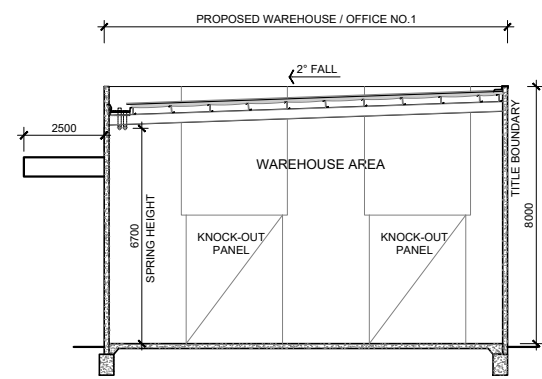 PROPOSED WAREHOUSE / OFFICE NO.1
2° FALL
2500
WAREHOUSE AREA
TITLE BOUNDARY
6700
SPRING HEIGHT
8000
KNOCK-OUT
PANEL
KNOCK-OUT
PANEL